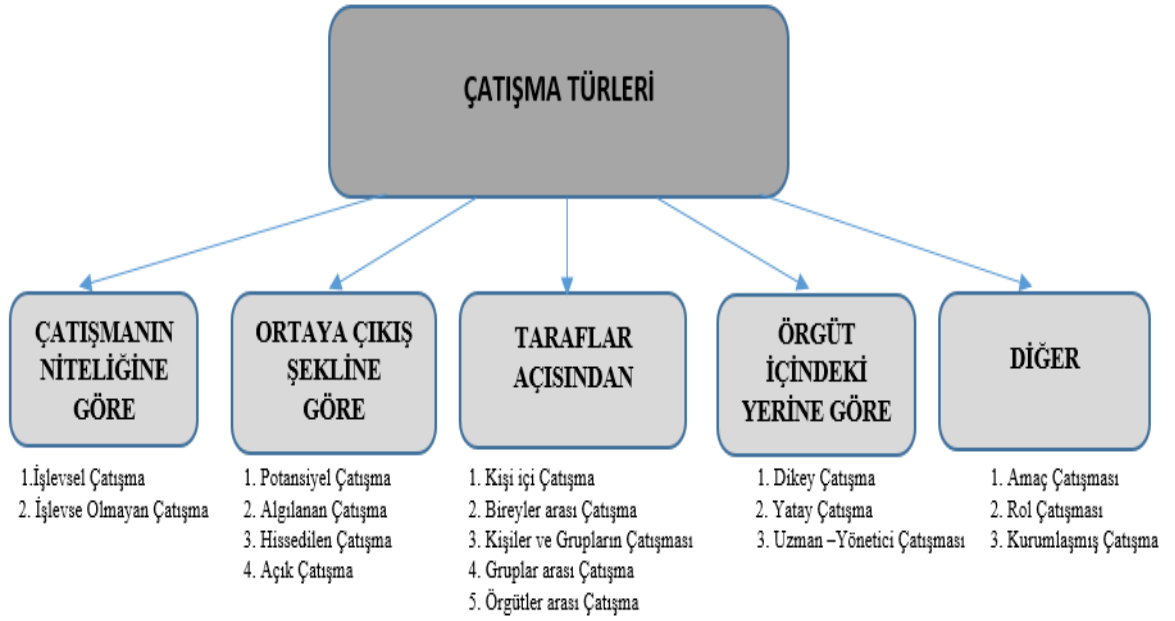 ÇATIŞMA TÜRLERİ
ÇATIŞMANIN
NİTELİĞİNE
GÖRE
1.İşlevsel Çatışma
2. İşlevse Olmayan Çatışma
ORTAYA ÇIKIŞ
ŞEKLİNE
GÖRE
1. Potansiyel Çatışma
2. Algılanan Çatışma
3. Hissedilen Çatışma
4. Açık Çatışma
TARAFLAR
AÇISINDAN
1. Kişi içi Çatışma
2. Bireyler arası Çatışma
3. Kişiler ve Grupların Çatışması
4. Gruplar arası Çatışma
5. Örgütler arası Çatışma
ÖRGÜT
İÇİNDEKİ
YERİNE GÖRE
1. Dikey Çatışma
2. Yatay Çatışma
3. Uzman –Yönetici Çatışması
DİĞER
1. Amaç Çatışması
2. Rol Çatışması
3. Kurumlaşmış Çatışma